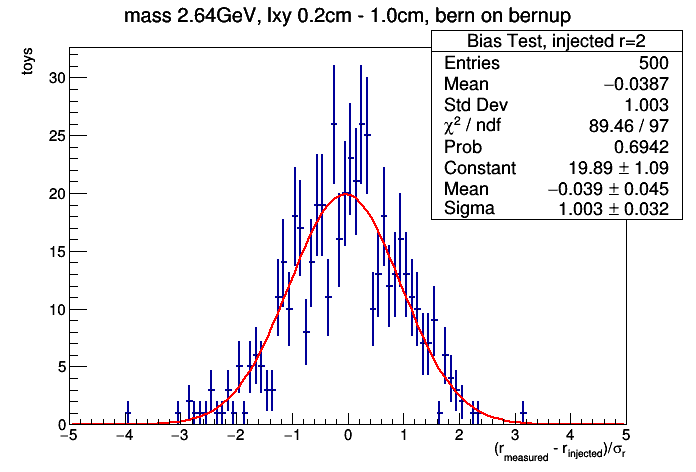 mass 2.64GeV, lxy 0.2cm - 1.0cm, bern on bernup
Bias Test, injected r=2
Entries 500
Mean −0.0387
Std Dev 1.003
χ² / ndf 89.46 / 97
Prob 0.6942
Constant 19.89 ± 1.09
Mean −0.039 ± 0.045
Sigma 1.003 ± 0.032
toys
30
25
20
15
10
5
0
−5 −4 −3 −2 −1 0 1 2 3 4 5
(r_measured - r_injected)/σ_r